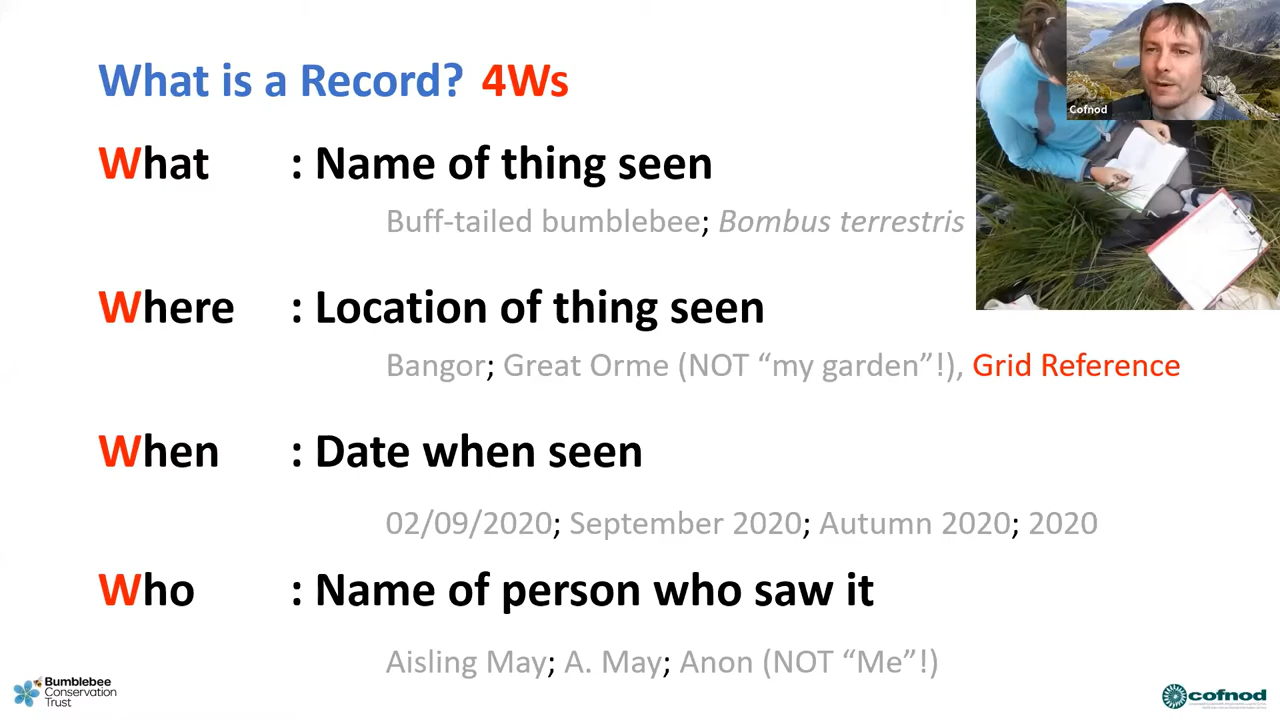 What is a Record? 4Ws
Cofnod
What : Name of thing seen
Buff-tailed bumblebee; Bombus terrestris
Where : Location of thing seen
Bangor; Great Orme (NOT “my garden”!), Grid Reference
When : Date when seen
02/09/2020; September 2020; Autumn 2020; 2020
Who : Name of person who saw it
Aisling May; A. May; Anon (NOT “Me”!)
Bumblebee
Conservation
Trust
cofnod